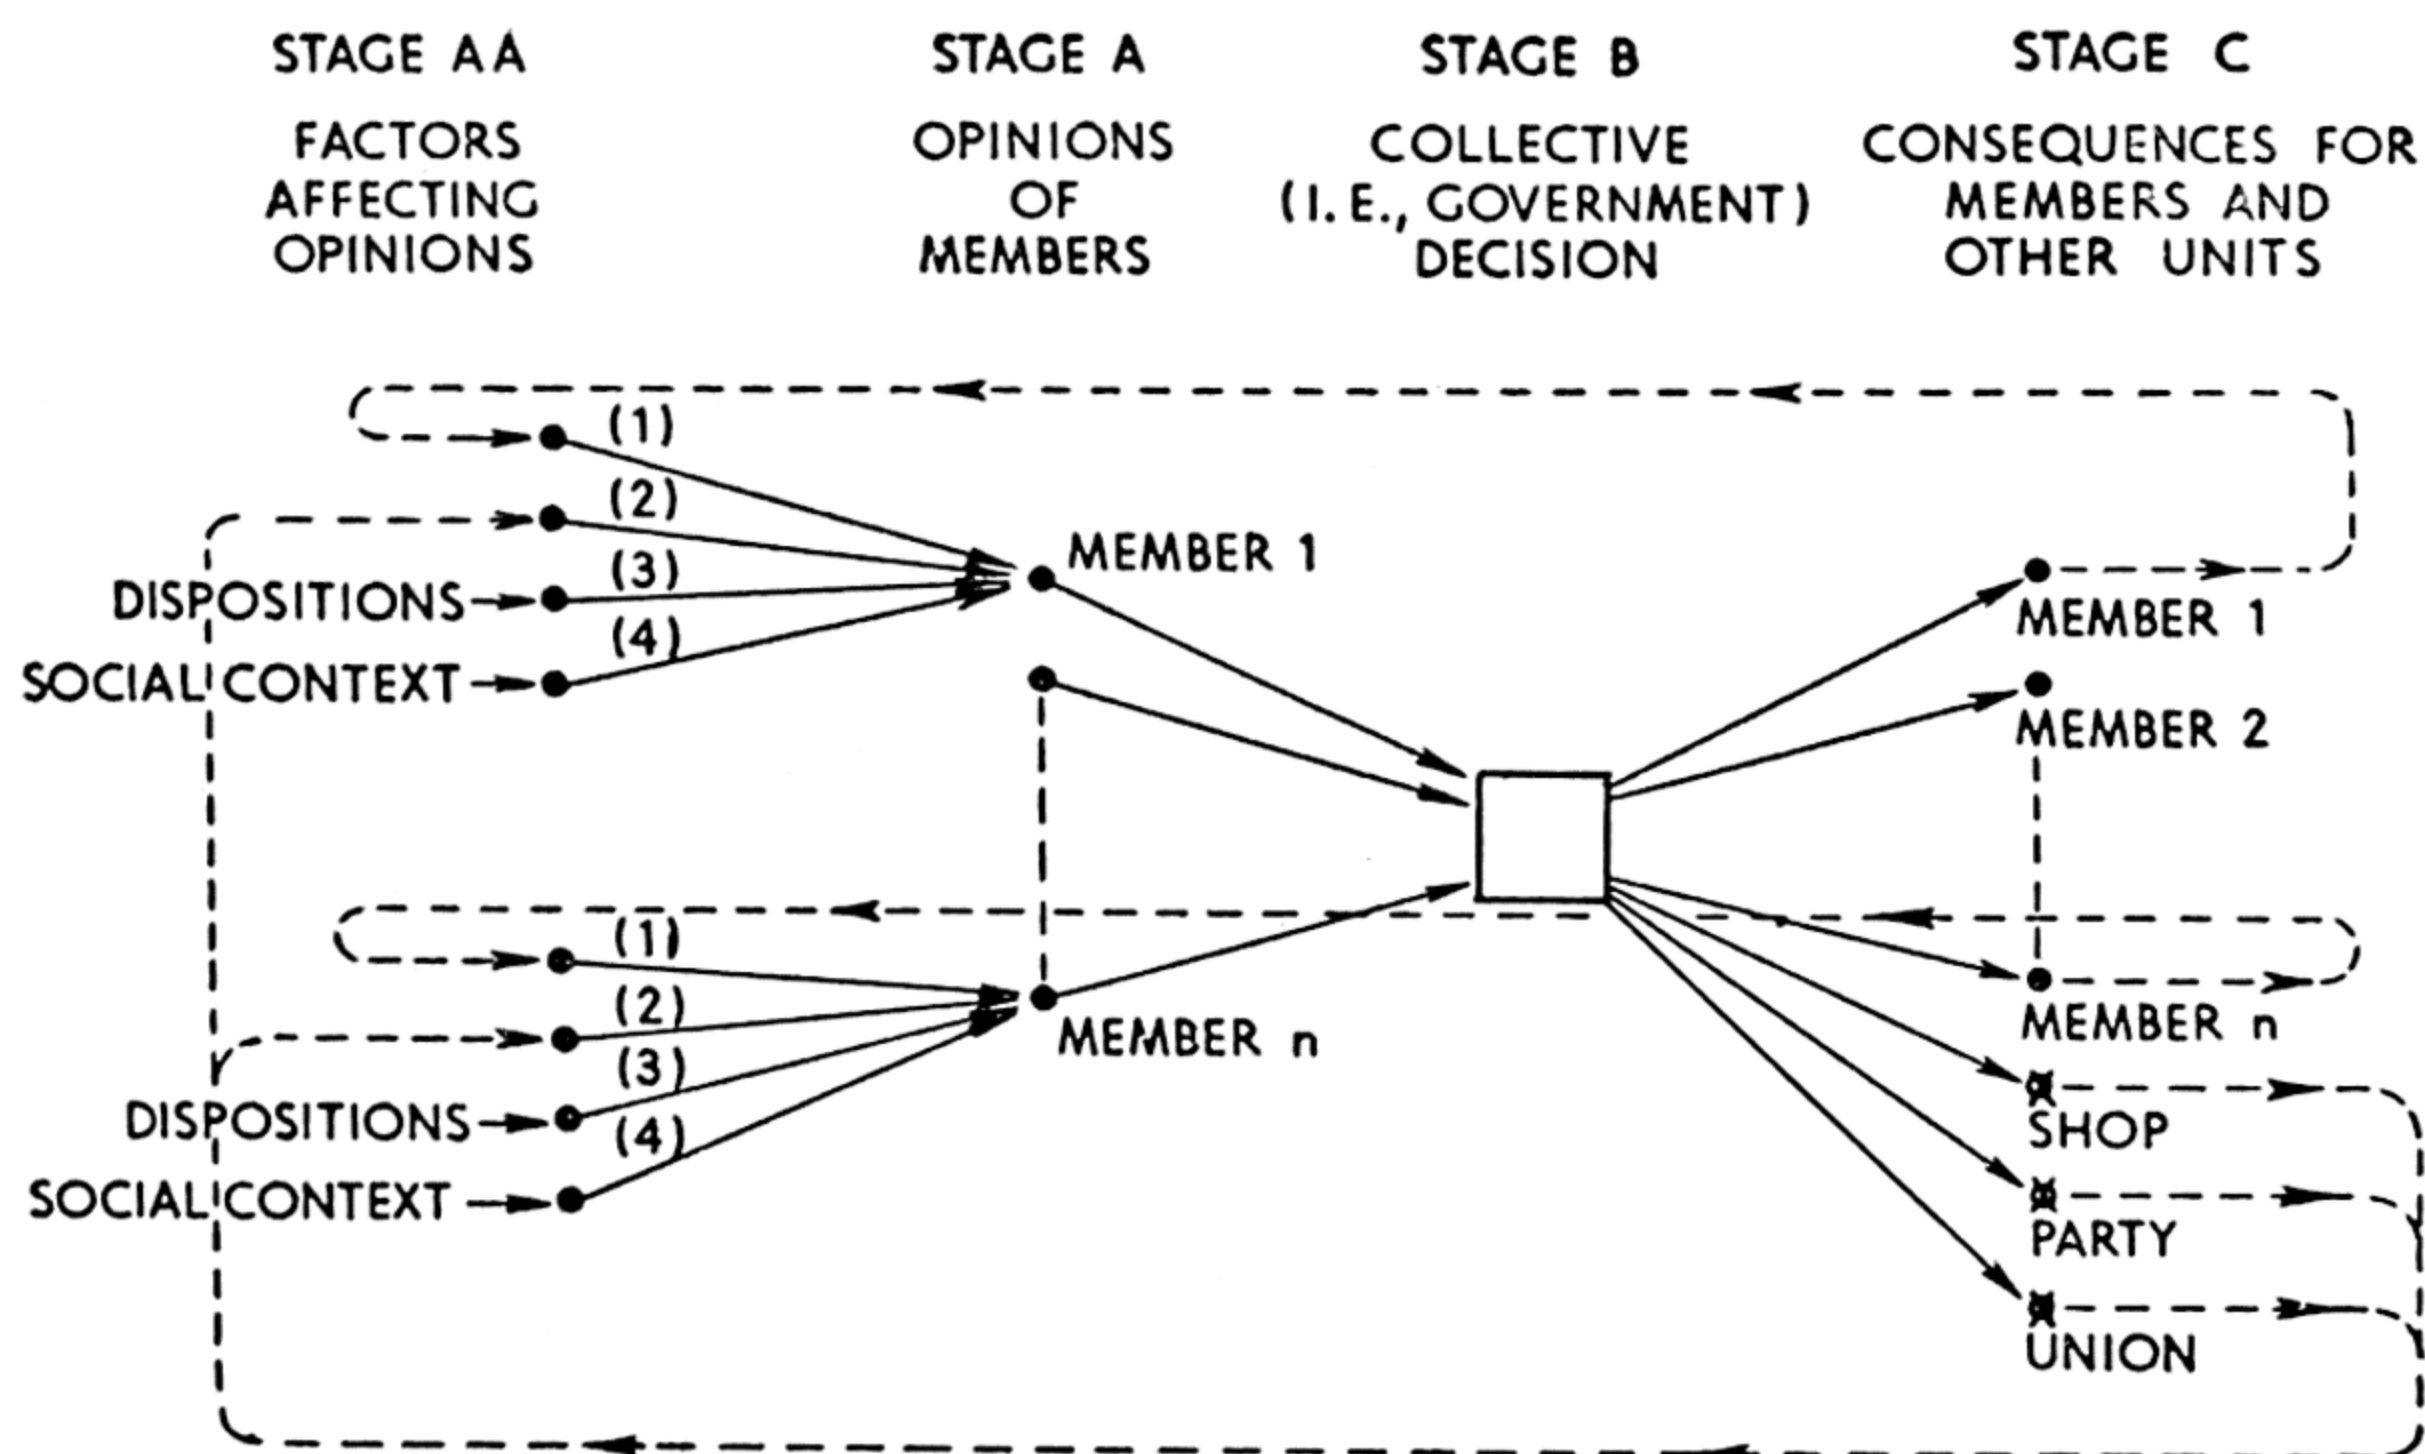 STAGE AA
FACTORS
AFFECTING
OPINIONS
STAGE A
OPINIONS
OF
MEMBERS
STAGE B
COLLECTIVE
(I.E., GOVERNMENT)
DECISION
STAGE C
CONSEQUENCES FOR
MEMBERS AND
OTHER UNITS
(1)
(2)
(3)
(4)
DISPOSITIONS
SOCIAL CONTEXT
MEMBER 1
MEMBER 1
MEMBER 2
(1)
(2)
(3)
(4)
DISPOSITIONS
SOCIAL CONTEXT
MEMBER n
MEMBER n
SHOP
PARTY
UNION